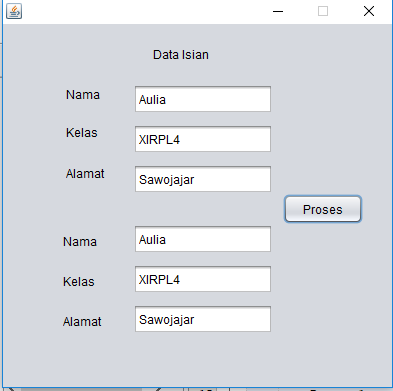 Data Isian
Nama Aulia
Kelas XIRPL4
Alamat Sawojajar
Proses
Nama Aulia
Kelas XIRPL4
Alamat Sawojajar